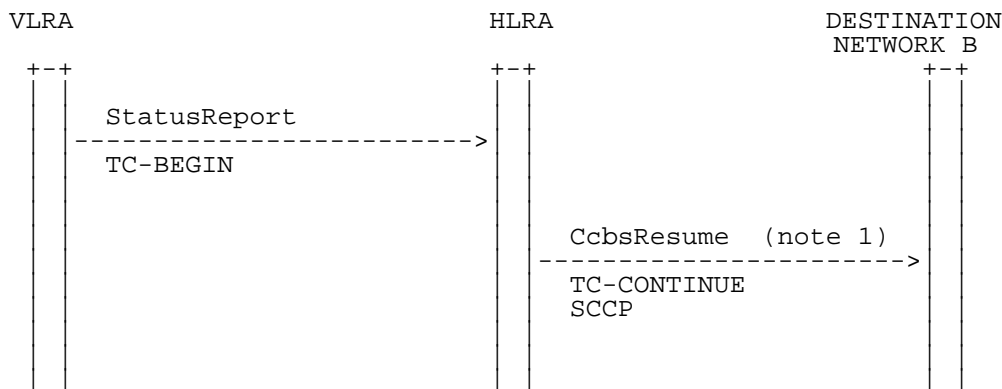 VLRA HLRA DESTINATION
NETWORK B
StatusReport
TC-BEGIN
CcbsResume (note 1)
TC-CONTINUE
SCCP